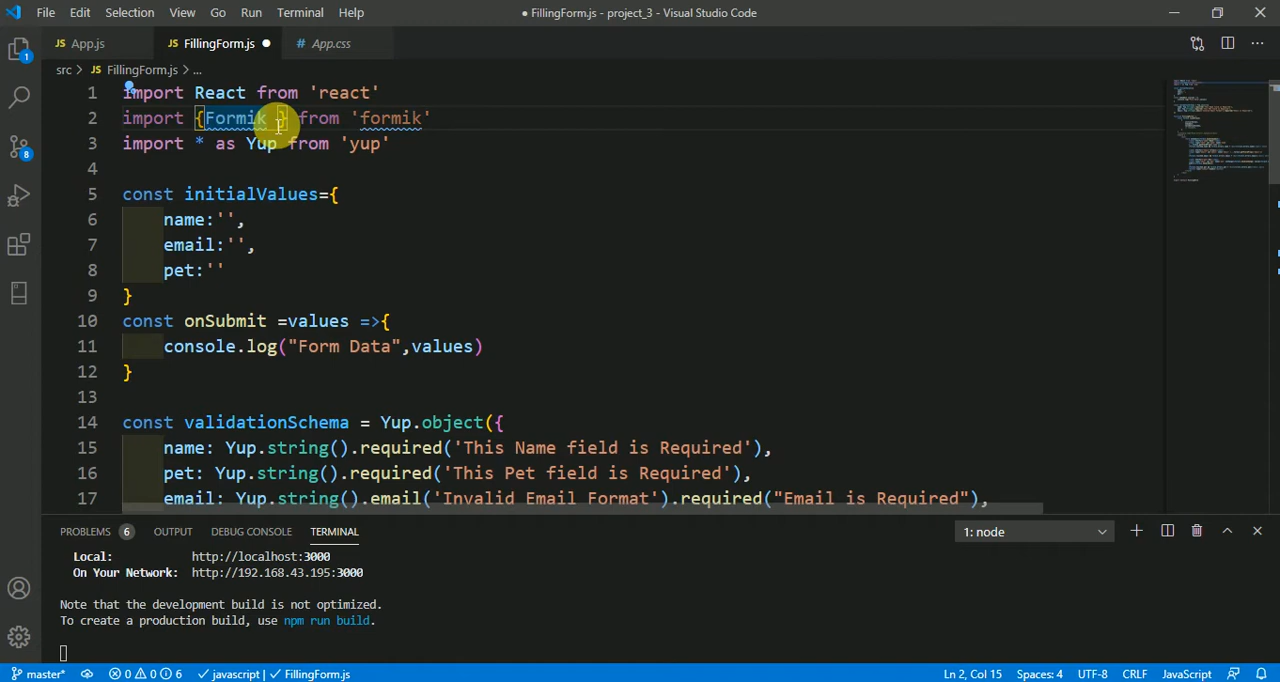 File Edit Selection View Go Run Terminal Help ● FillingForm.js - project_3 - Visual Studio Code
JS App.js JS FillingForm.js ● # App.css
src > JS FillingForm.js > ...
1 import React from 'react'
2 import {Formik } from 'formik'
3 import * as Yup from 'yup'
4
5 const initialValues={
6 name:'',
7 email:'',
8 pet:''
9 }
10 const onSubmit =values =>{
11 console.log("Form Data",values)
12 }
13
14 const validationSchema = Yup.object({
15 name: Yup.string().required('This Name field is Required'),
16 pet: Yup.string().required('This Pet field is Required'),
17 email: Yup.string().email('Invalid Email Format').required("Email is Required"),
1
8
PROBLEMS 6 OUTPUT DEBUG CONSOLE TERMINAL 1: node
Local: http://localhost:3000
On Your Network: http://192.168.43.195:3000
Note that the development build is not optimized.
To create a production build, use npm run build.
master* 0 0 6 javascript | FillingForm.js Ln 2, Col 15 Spaces: 4 UTF-8 CRLF JavaScript